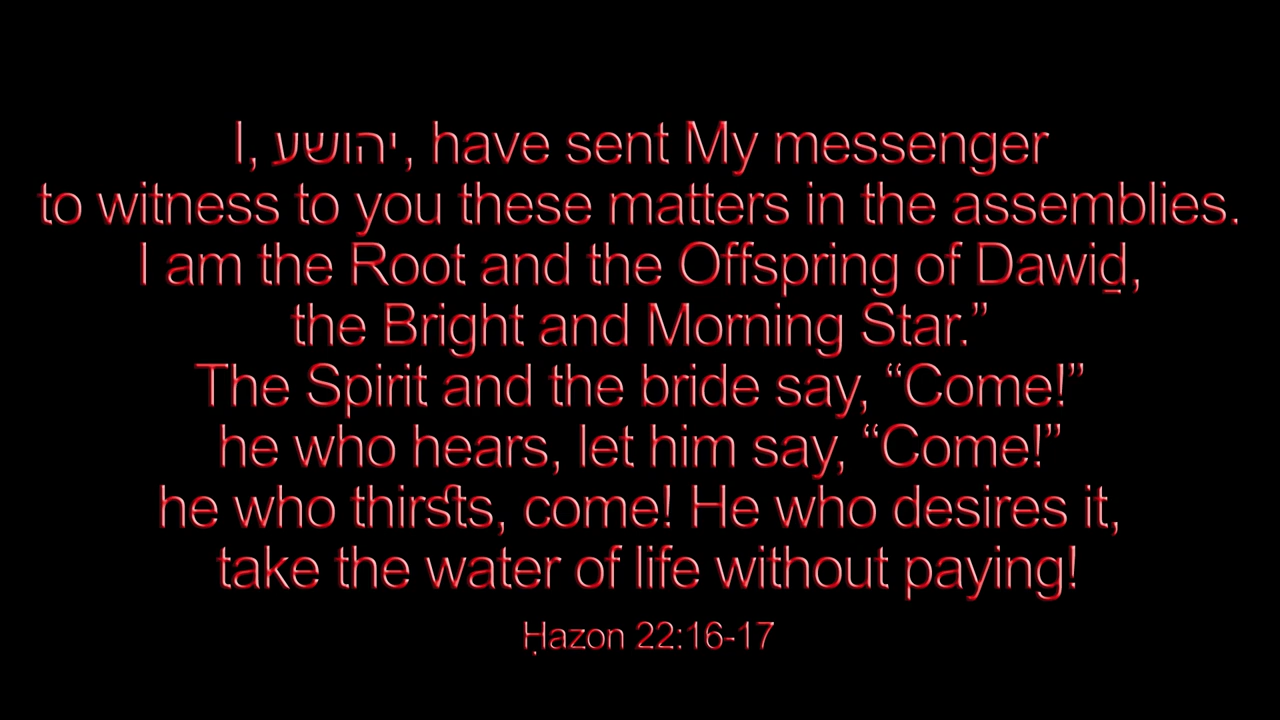 I, יהושע, have sent My messenger
to witness to you these matters in the assemblies.
I am the Root and the Offspring of Dawiḏ,
the Bright and Morning Star.”
The Spirit and the bride say, “Come!”
he who hears, let him say, “Come!”
he who thirsts, come! He who desires it,
take the water of life without paying!
Ḥazon 22:16-17